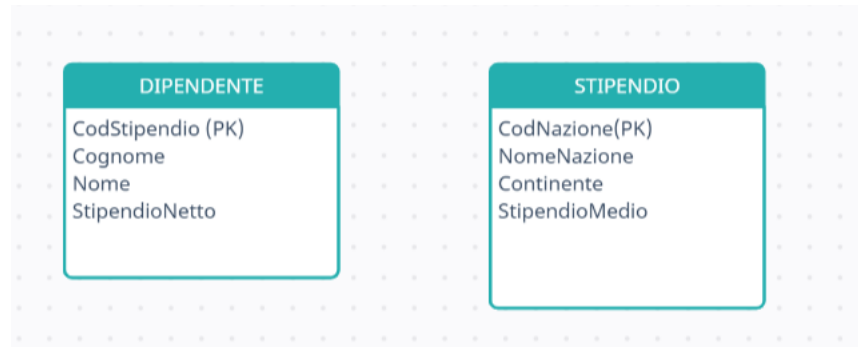 DIPENDENTE
CodStipendio (PK)
Cognome
Nome
StipendioNetto
STIPENDIO
CodNazione(PK)
NomeNazione
Continente
StipendioMedio